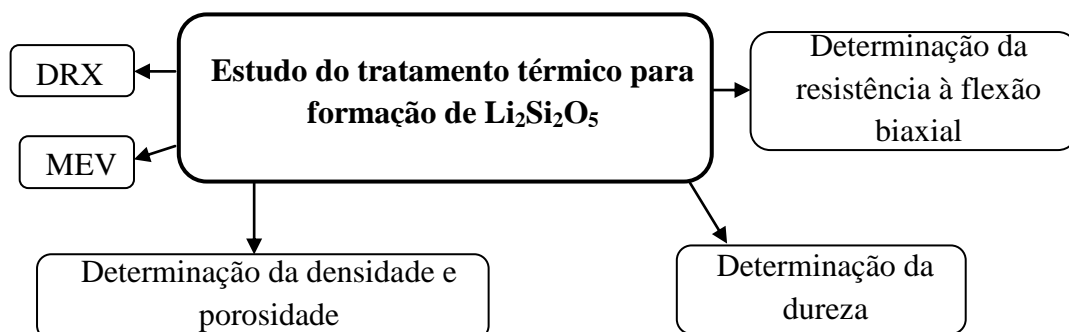 DRX
MEV
Estudo do tratamento térmico para
formação de Li₂Si₂O₅
Determinação da
resistência à flexão
biaxial
Determinação da densidade e
porosidade
Determinação da
dureza